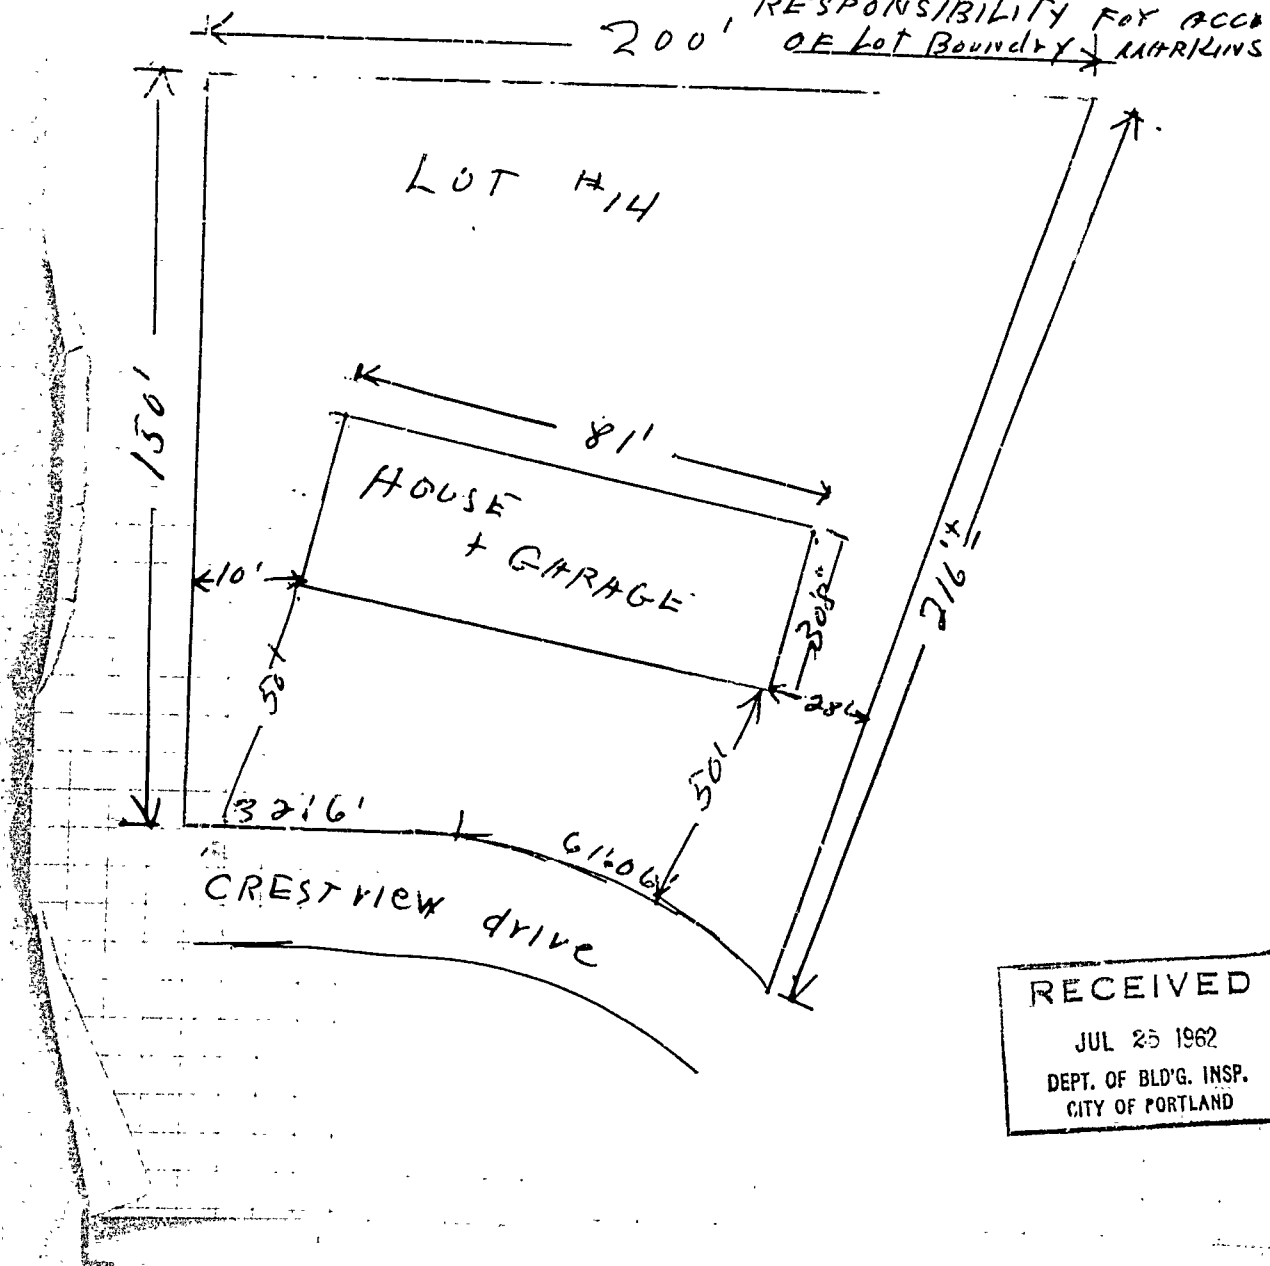 RESPONSIBILITY FOR ACCU
200' OF LOT BOUNDRY MARKINS
LOT #14
150'
81'
HOUSE
+ GARAGE
10'
30'8"
216'±
50'
28'
50'
32.16'
61.06'
CRESTVIEW drive
RECEIVED
JUL 25 1962
DEPT. OF BLD'G. INSP.
CITY OF PORTLAND